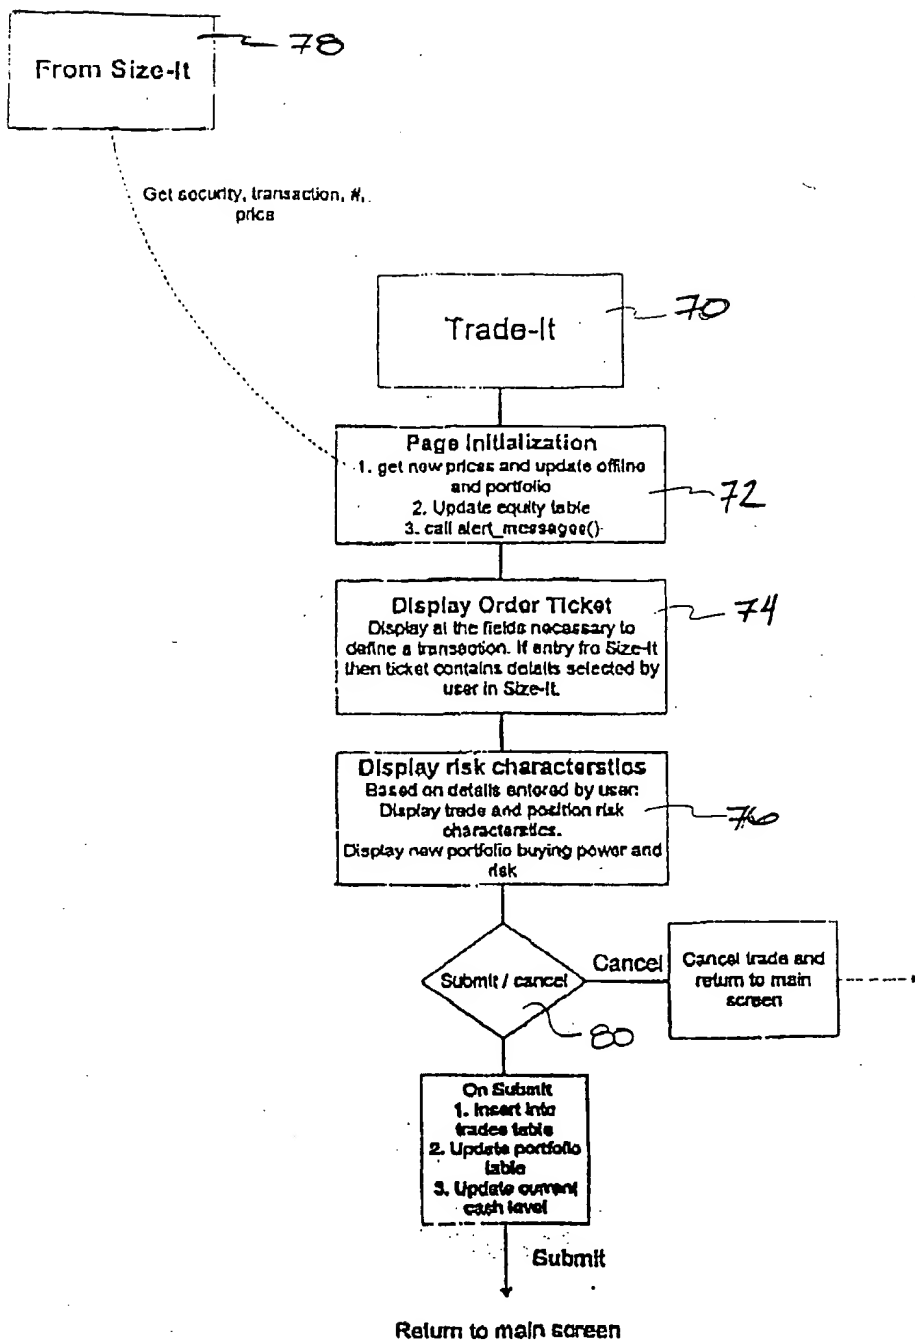 78
From Size-It
Get security, transaction, #,
price
70
Trade-It
Page Initialization
1. get new prices and update offline
and portfolio
2. Update equity table
3. call alert_messages()
72
Display Order Ticket
Display al the fields necessary to
define a transaction. If entry fro Size-It
then ticket contains details selected by
user in Size-It.
74
Display risk characterstics
Based on details entered by user:
Display trade and position risk
characterstics.
Display new portfolio buying power and
risk
76
Submit / cancel
Cancel
Cancel trade and
return to main
screen
80
On Submit
1. Insert into
trades table
2. Update portfolio
table
3. Update current
cash level
Submit
Return to main screen